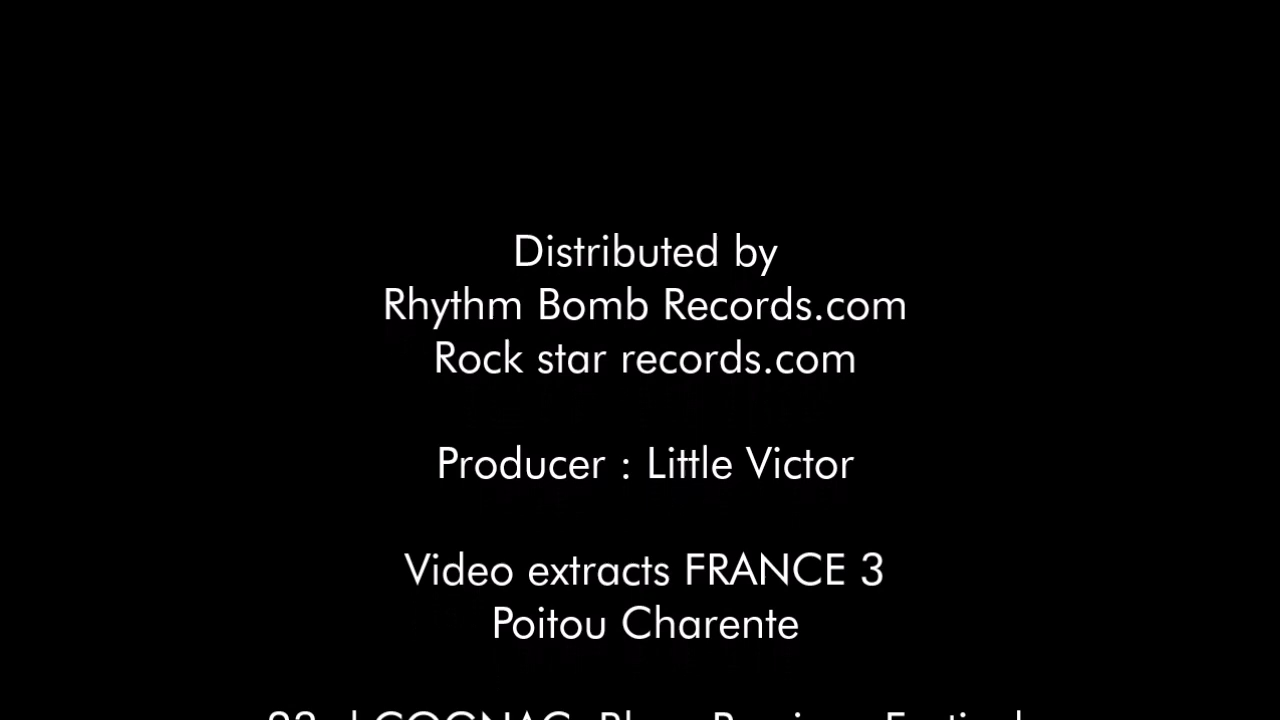 Distributed by
Rhythm Bomb Records.com
Rock star records.com
Producer : Little Victor
Video extracts FRANCE 3
Poitou Charente